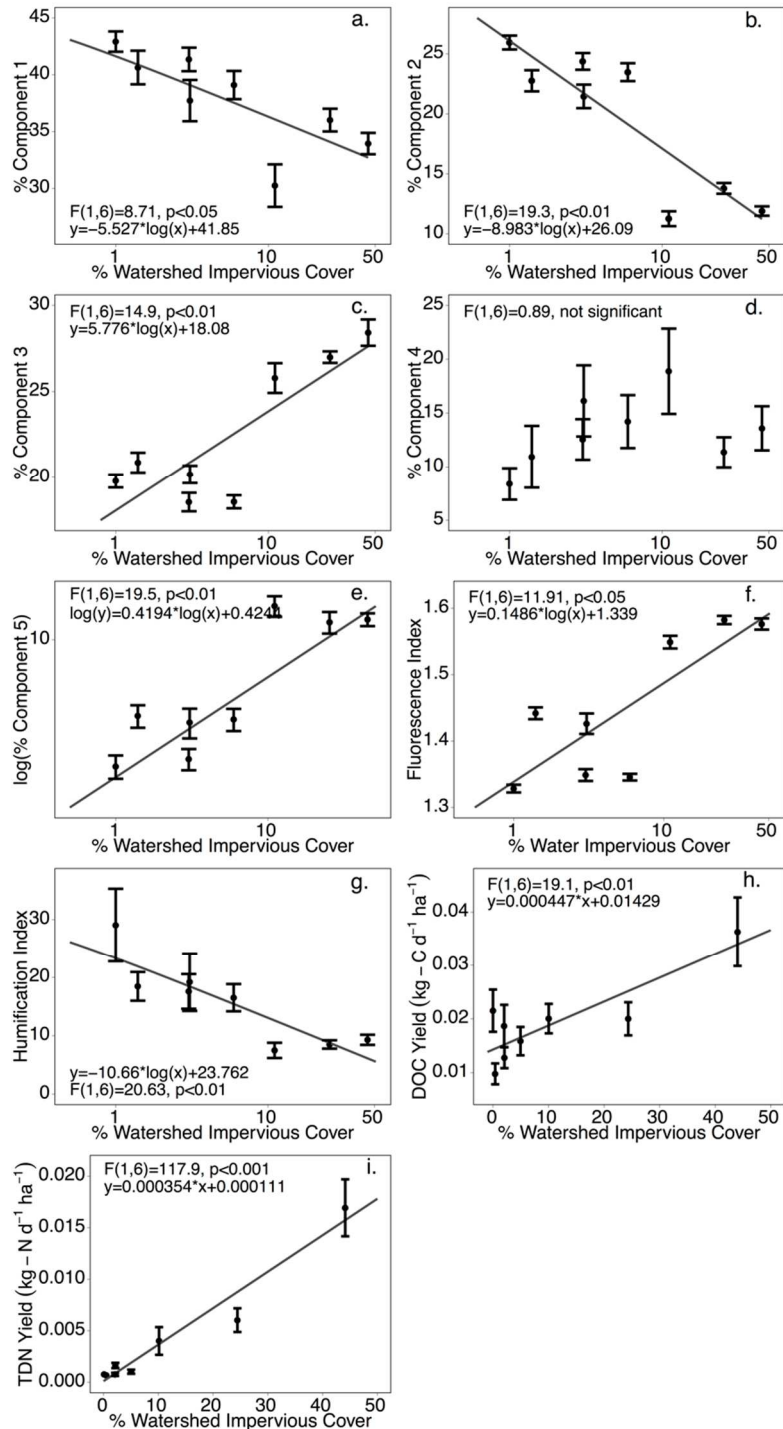 a.
45
40
35
30
% Component 1
F(1,6)=8.71, p<0.05
y=−5.527*log(x)+41.85
1 10 50
% Watershed Impervious Cover
b.
25
20
15
10
% Component 2
F(1,6)=19.3, p<0.01
y=−8.983*log(x)+26.09
1 10 50
% Watershed Impervious Cover
c.
30
25
20
% Component 3
F(1,6)=14.9, p<0.01
y=5.776*log(x)+18.08
1 10 50
% Watershed Impervious Cover
d.
25
20
15
10
5
% Component 4
F(1,6)=0.89, not significant
1 10 50
% Watershed Impervious Cover
e.
10
log(% Component 5)
F(1,6)=19.5, p<0.01
log(y)=0.4194*log(x)+0.424
1 10 50
% Watershed Impervious Cover
f.
1.6
1.5
1.4
1.3
Fluorescence Index
F(1,6)=11.91, p<0.05
y=0.1486*log(x)+1.339
1 10 50
% Water Impervious Cover
g.
30
20
10
0
Humification Index
y=−10.66*log(x)+23.762
F(1,6)=20.63, p<0.01
1 10 50
% Watershed Impervious Cover
h.
0.04
0.03
0.02
0.01
DOC Yield (kg − C d⁻¹ ha⁻¹)
F(1,6)=19.1, p<0.01
y=0.000447*x+0.01429
0 10 20 30 40 50
% Watershed Impervious Cover
i.
0.020
0.015
0.010
0.005
0.000
TDN Yield (kg − N d⁻¹ ha⁻¹)
F(1,6)=117.9, p<0.001
y=0.000354*x+0.000111
0 10 20 30 40 50
% Watershed Impervious Cover